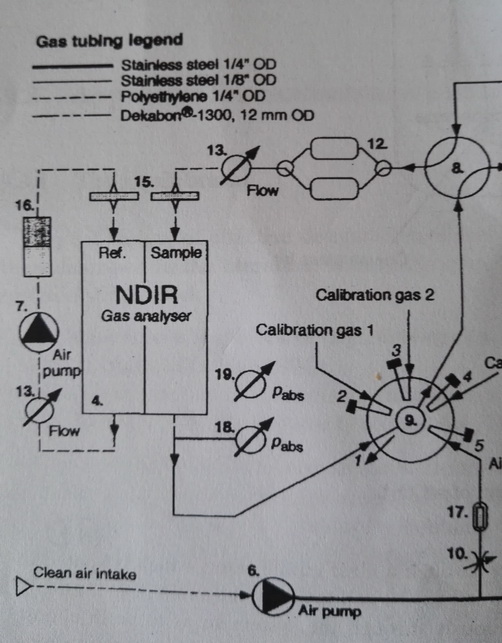 Gas tubing legend
Stainless steel 1/4" OD
Stainless steel 1/8" OD
Polyethylene 1/4" OD
Dekabon®-1300, 12 mm OD
13.
12.
Flow
8.
15.
16.
Ref.
Sample
NDIR
Gas analyser
Calibration gas 2
7.
Calibration gas 1
Air
pump
3
19.
Pabs
4
Ca
2
13.
4.
9.
Flow
18.
Pabs
1
5
Ai
17.
10.
Clean air intake
6.
Air pump